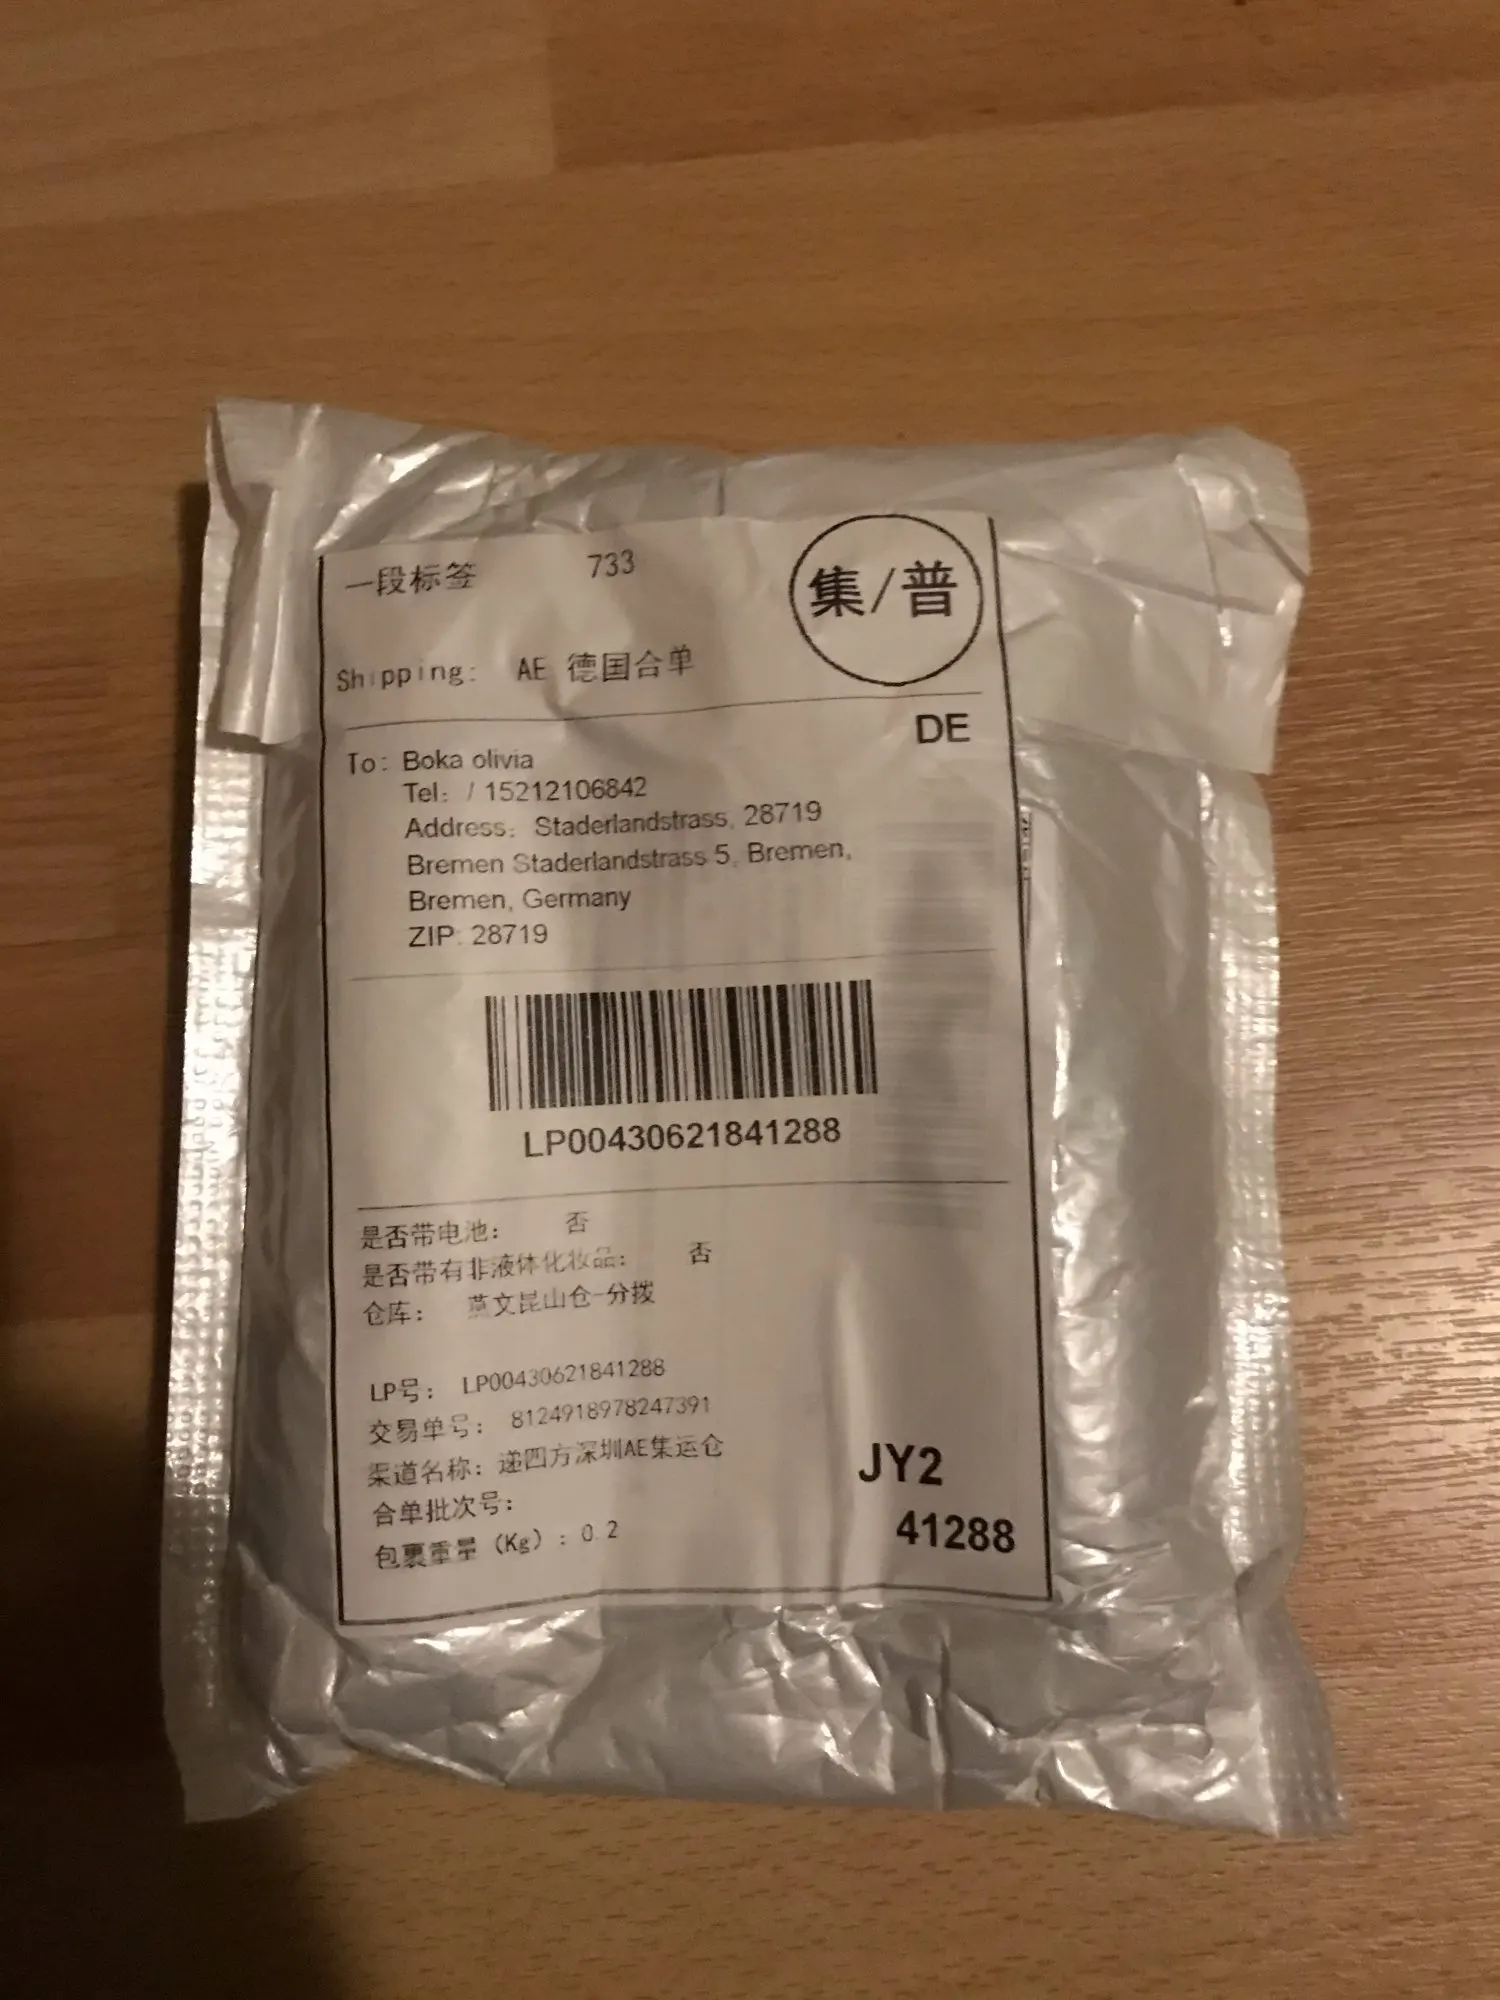 一段标签 733
集/普
Shipping: AE 德国合单
DE
To: Boka olivia
Tel: / 15212106842
Address: Staderlandstrass, 28719
Bremen Staderlandstrass 5, Bremen,
Bremen, Germany
ZIP: 28719
LP00430621841288
是否带电池: 否
是否带有非液体化妆品: 否
仓库: 燕文昆山仓-分拨
LP号: LP00430621841288
交易单号: 8124918978247391
渠道名称: 递四方深圳AE集运仓
合单批次号:
包裹重量 (Kg) : 0.2
JY2
41288